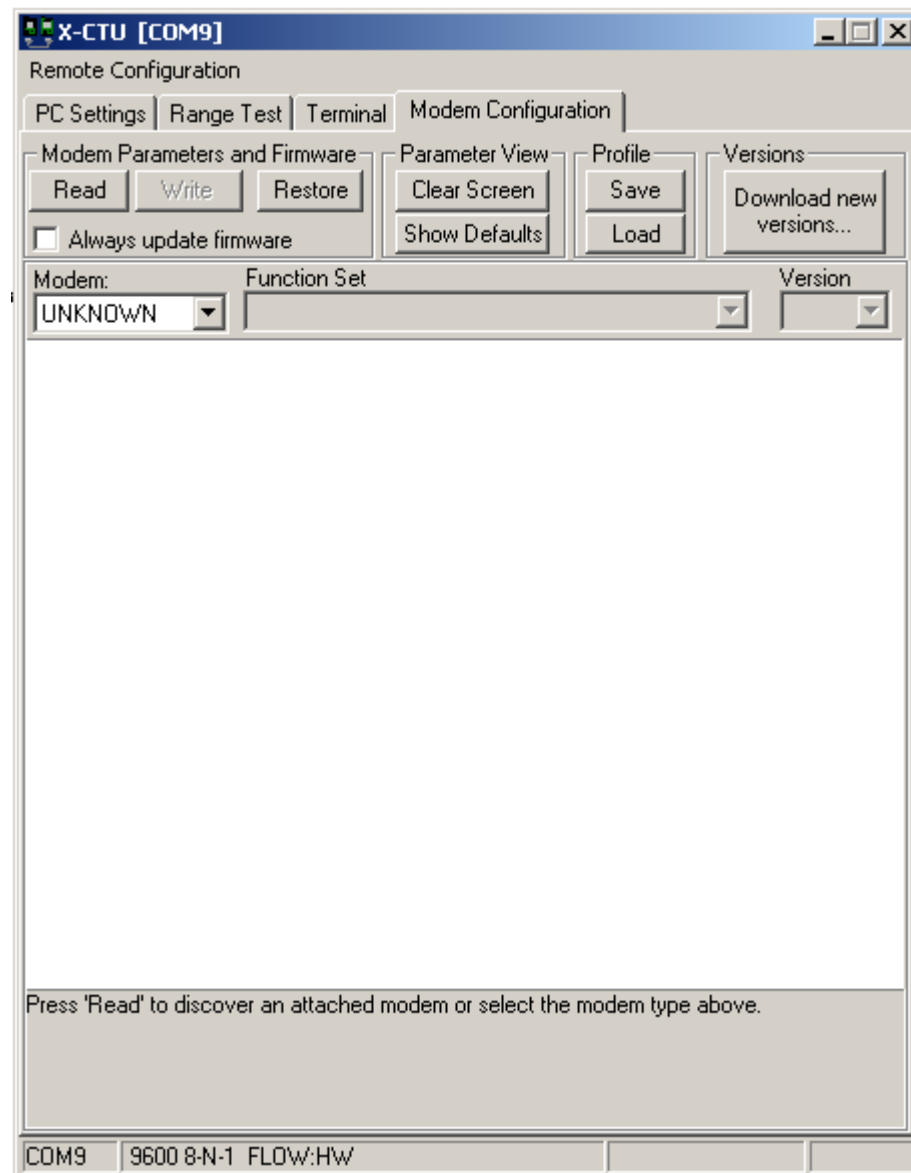 X-CTU [COM9]
Remote Configuration
PC Settings Range Test Terminal Modem Configuration
Modem Parameters and Firmware Parameter View Profile Versions
Read Write Restore Clear Screen Save Download new versions...
Always update firmware Show Defaults Load
Modem: Function Set Version
UNKNOWN
Press 'Read' to discover an attached modem or select the modem type above.
COM9 9600 8-N-1 FLOW:HW